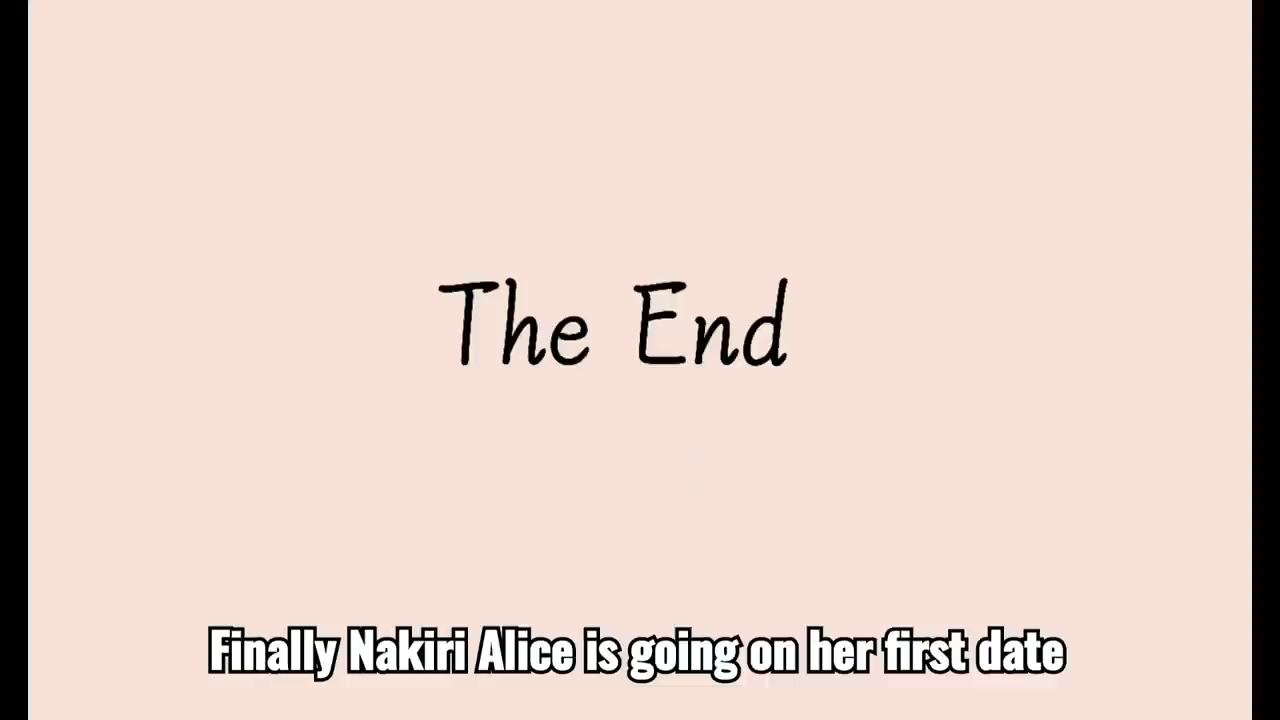 The End
Finally Nakiri Alice is going on her first date